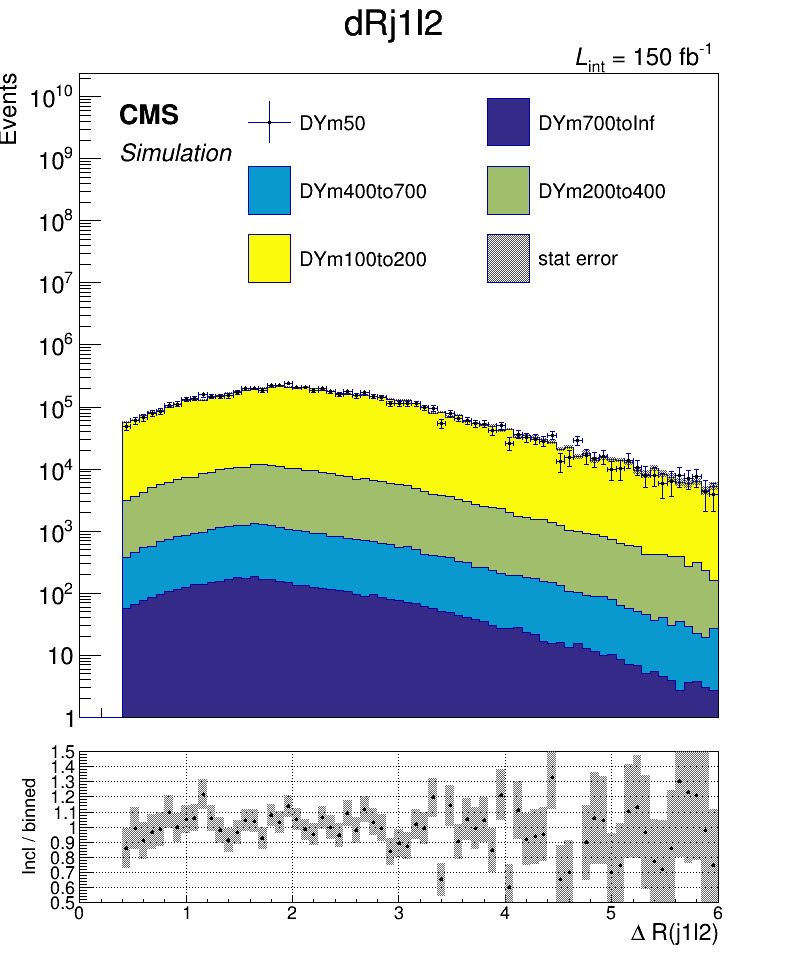 dRj1l2
L_int = 150 fb^-1
Events
CMS
Simulation
DYm50
DYm700toInf
DYm400to700
DYm200to400
DYm100to200
stat error
10^10
10^9
10^8
10^7
10^6
10^5
10^4
10^3
10^2
10
1
Incl / binned
1.5
1.4
1.3
1.2
1.1
1
0.9
0.8
0.7
0.6
0.5
0 1 2 3 4 5 6
Δ R(j1l2)